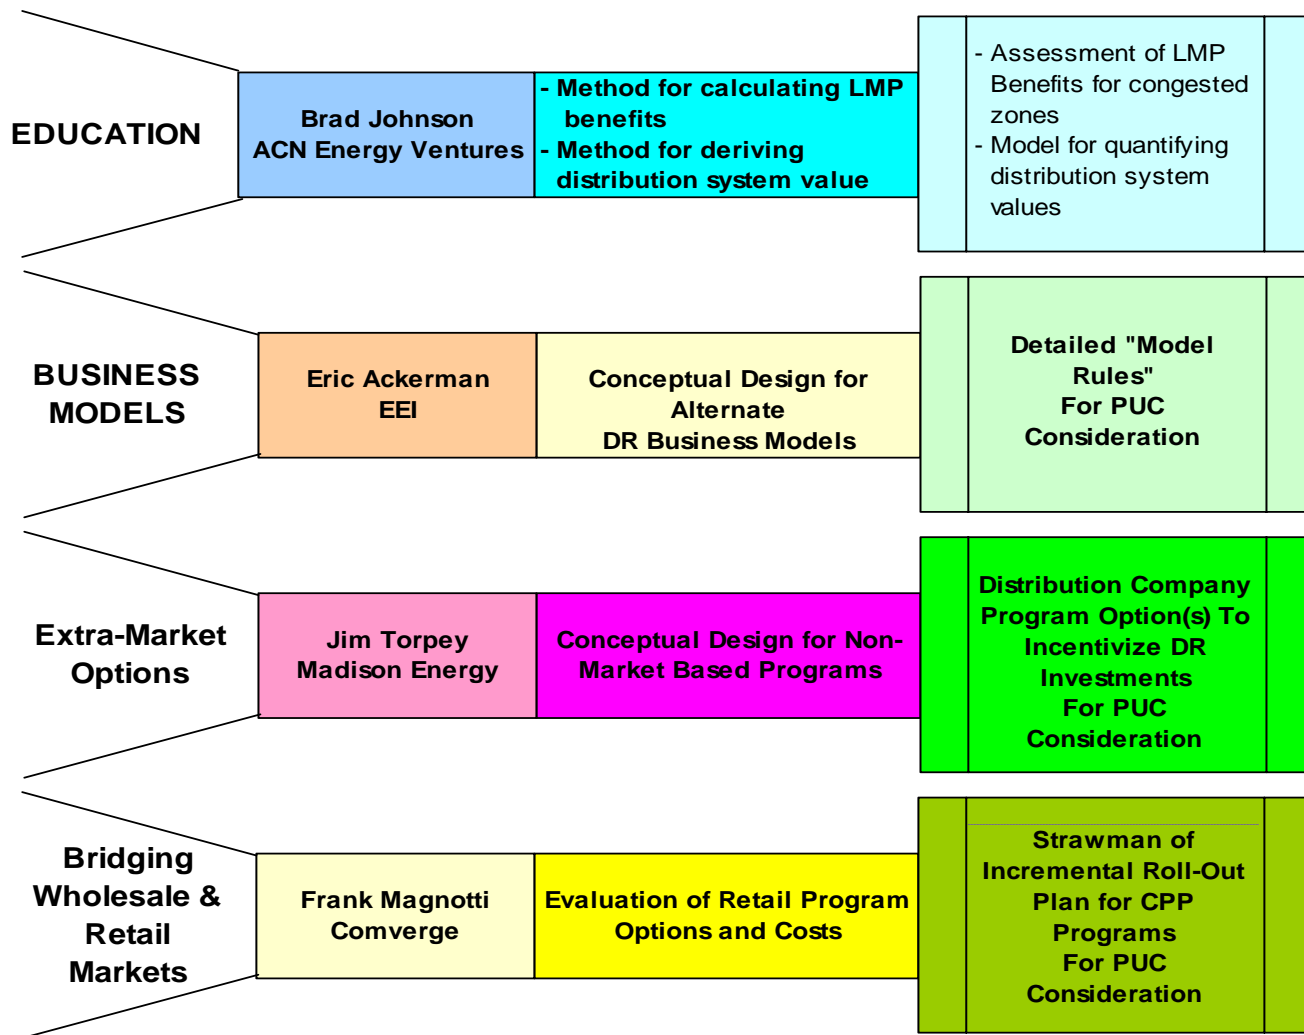 EDUCATION
Brad Johnson
ACN Energy Ventures
- Method for calculating LMP
benefits
- Method for deriving
distribution system value
- Assessment of LMP
Benefits for congested
zones
- Model for quantifying
distribution system
values
BUSINESS
MODELS
Eric Ackerman
EEI
Conceptual Design for
Alternate
DR Business Models
Detailed "Model
Rules"
For PUC
Consideration
Extra-Market
Options
Jim Torpey
Madison Energy
Conceptual Design for Non-
Market Based Programs
Distribution Company
Program Option(s) To
Incentivize DR
Investments
For PUC
Consideration
Bridging
Wholesale &
Retail
Markets
Frank Magnotti
Comverge
Evaluation of Retail Program
Options and Costs
Strawman of
Incremental Roll-Out
Plan for CPP
Programs
For PUC
Consideration